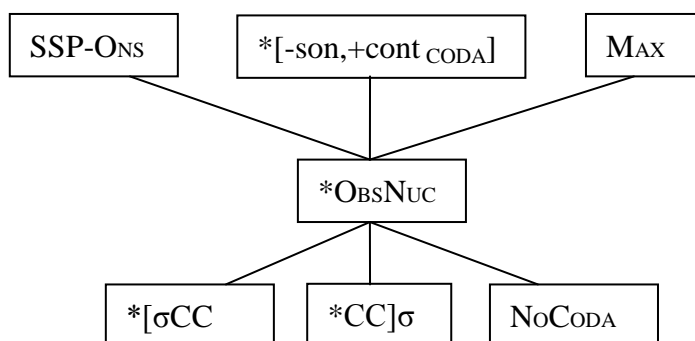 SSP-ONS *[-son,+cont CODA] MAX
*OBSNUC
*[σCC *CC]σ NOCODA